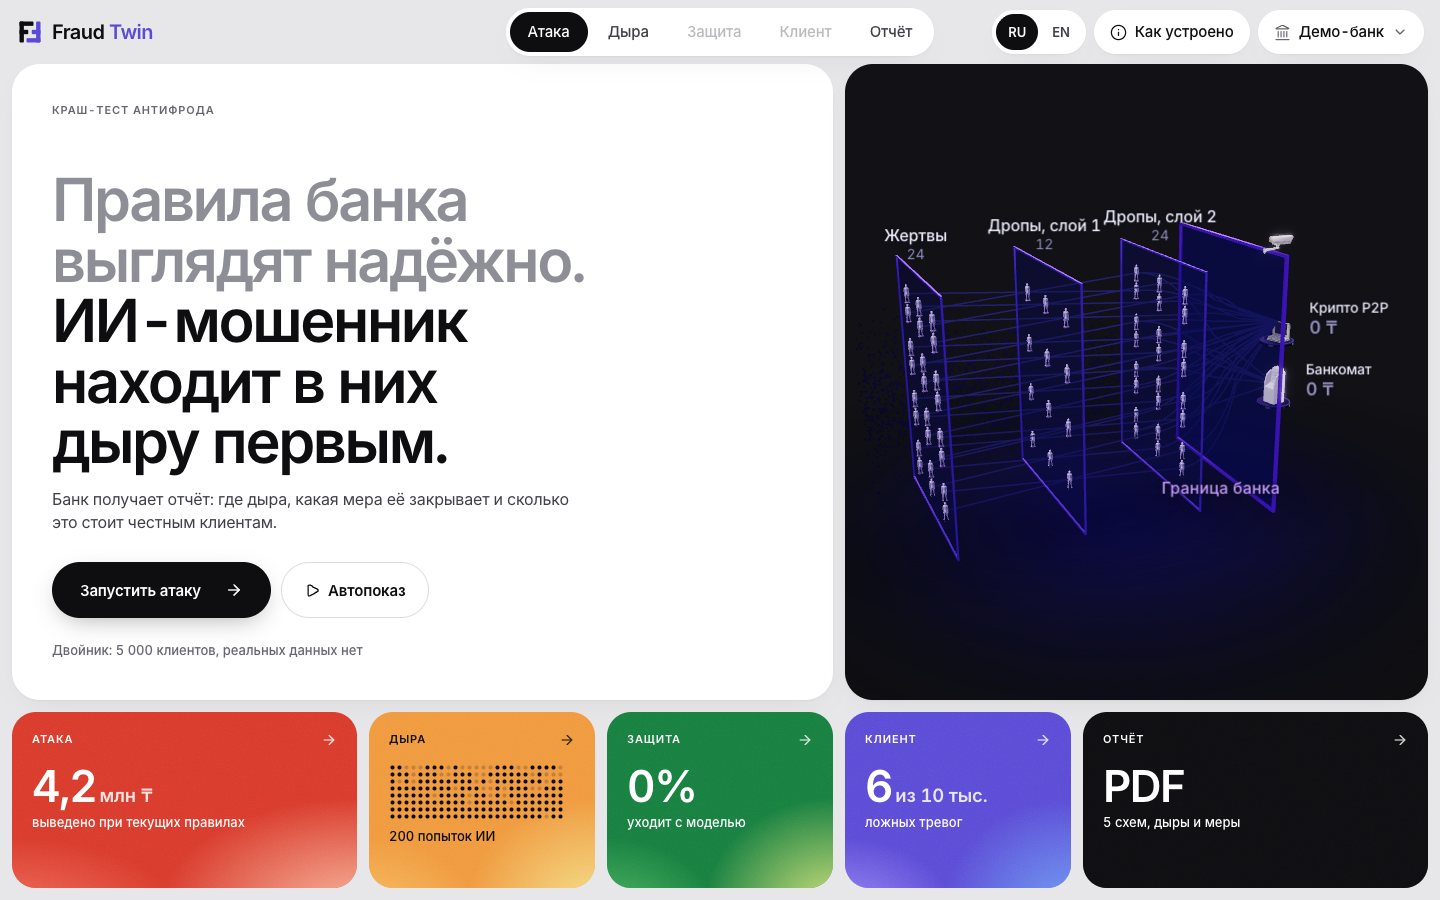 Fraud Twin
Атака
Дыра
Защита
Клиент
Отчёт
RU
EN
Как устроено
Демо-банк
КРАШ-ТЕСТ АНТИФРОДА
Правила банка
выглядят надёжно.
ИИ-мошенник
находит в них
дыру первым.
Банк получает отчёт: где дыра, какая мера её закрывает и сколько
это стоит честным клиентам.
Запустить атаку
Автопоказ
Двойник: 5 000 клиентов, реальных данных нет
Жертвы
24
Дропы, слой 1
12
Дропы, слой 2
24
Крипто P2P
0 ₸
Банкомат
0 ₸
Граница банка
АТАКА
4,2 млн ₸
выведено при текущих правилах
ДЫРА
200 попыток ИИ
ЗАЩИТА
0%
уходит с моделью
КЛИЕНТ
6 из 10 тыс.
ложных тревог
ОТЧЁТ
PDF
5 схем, дыры и меры